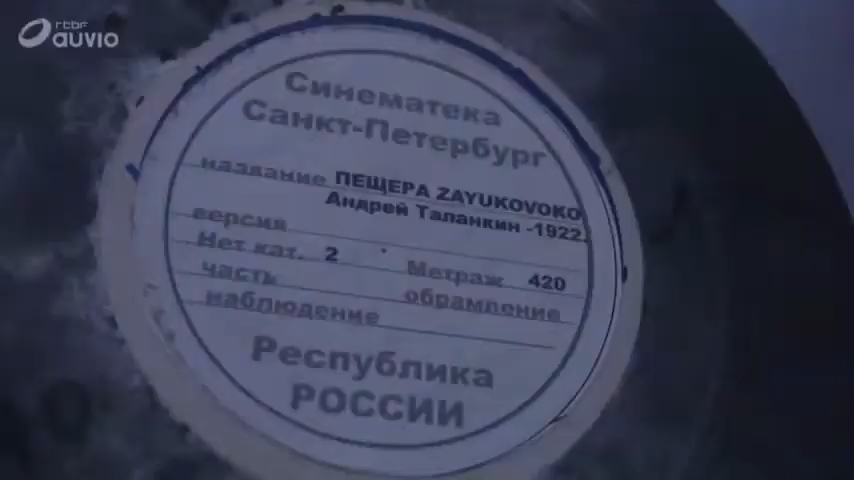 rtbf
auvio
Синематека
Санкт-Петербург
название ПЕЩЕРА ZAYUKOVOKO
Андрей Таланкин -1922.
версия
Нет кат. 2 Метраж 420
часть обрамление
наблюдение
Республика
РОССИИ